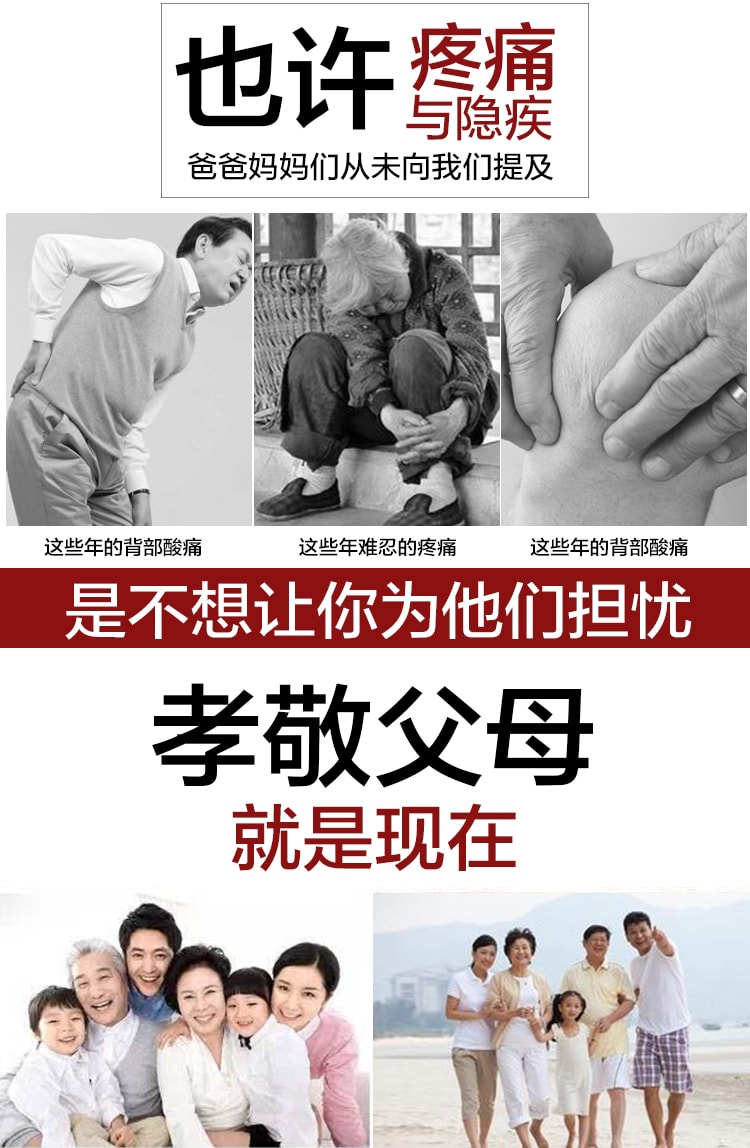 也许疼痛
与隐疾
爸爸妈妈们从未向我们提及
这些年的背部酸痛
这些年难忍的疼痛
这些年的背部酸痛
是不想让你为他们担忧
孝敬父母
就是现在